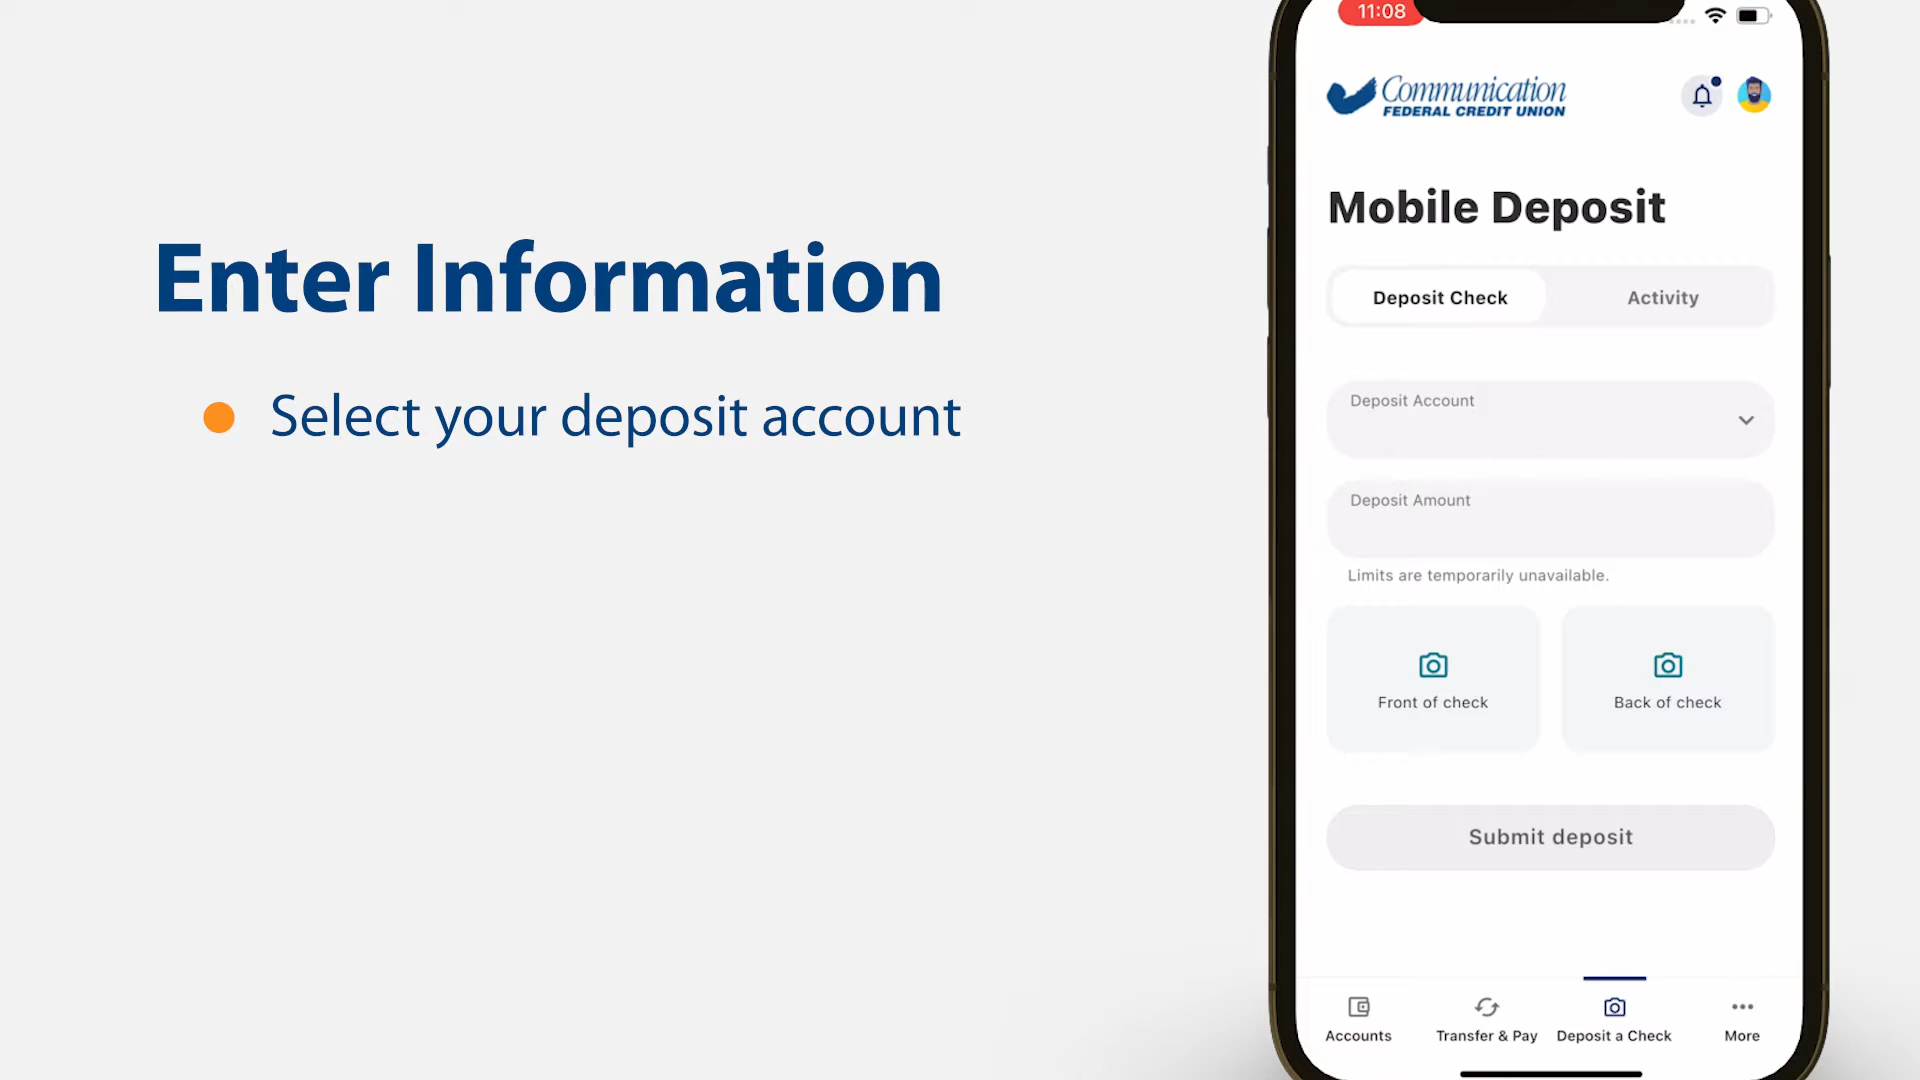 Enter Information
Select your deposit account
11:08
Communication
FEDERAL CREDIT UNION
Mobile Deposit
Deposit Check
Activity
Deposit Account
Deposit Amount
Limits are temporarily unavailable.
Front of check
Back of check
Submit deposit
Accounts
Transfer & Pay
Deposit a Check
More